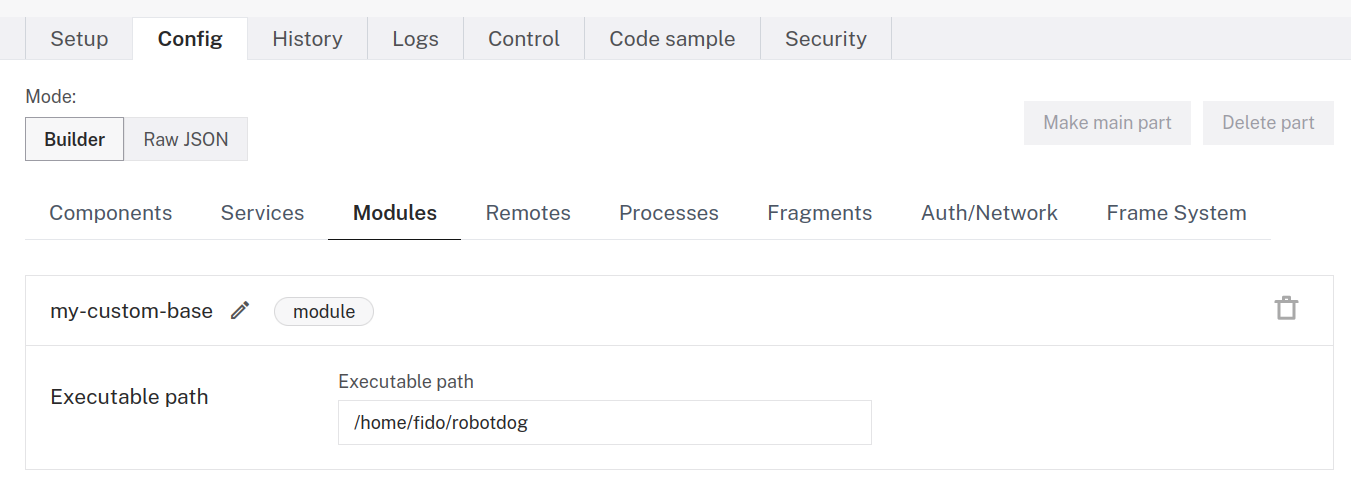 Setup Config History Logs Control Code sample Security
Mode:
Builder Raw JSON Make main part Delete part
Components Services Modules Remotes Processes Fragments Auth/Network Frame System
my-custom-base module
Executable path
Executable path
/home/fido/robotdog